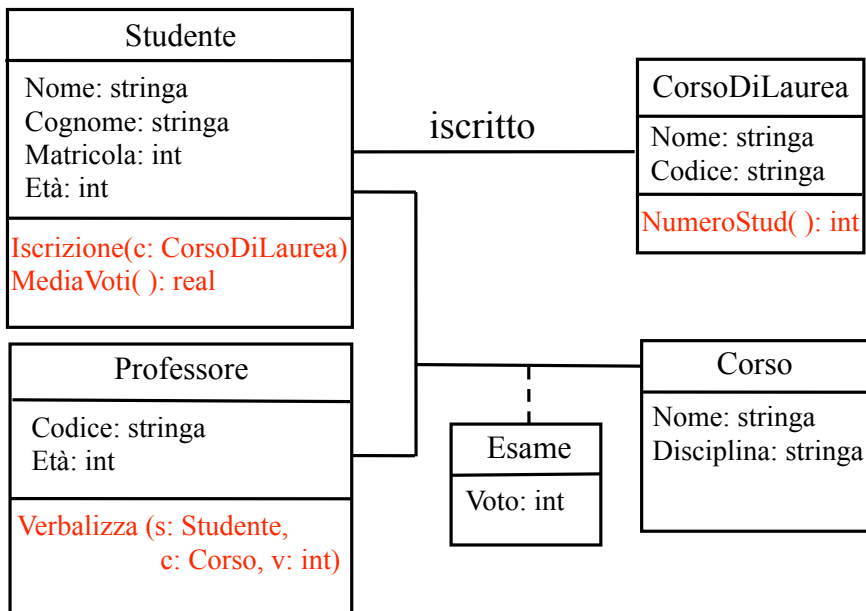 Studente
Nome: stringa
Cognome: stringa
Matricola: int
Età: int
Iscrizione(c: CorsoDiLaurea)
MediaVoti( ): real
iscritto
CorsoDiLaurea
Nome: stringa
Codice: stringa
NumeroStud( ): int
Professore
Codice: stringa
Età: int
Verbalizza (s: Studente,
c: Corso, v: int)
Esame
Voto: int
Corso
Nome: stringa
Disciplina: stringa